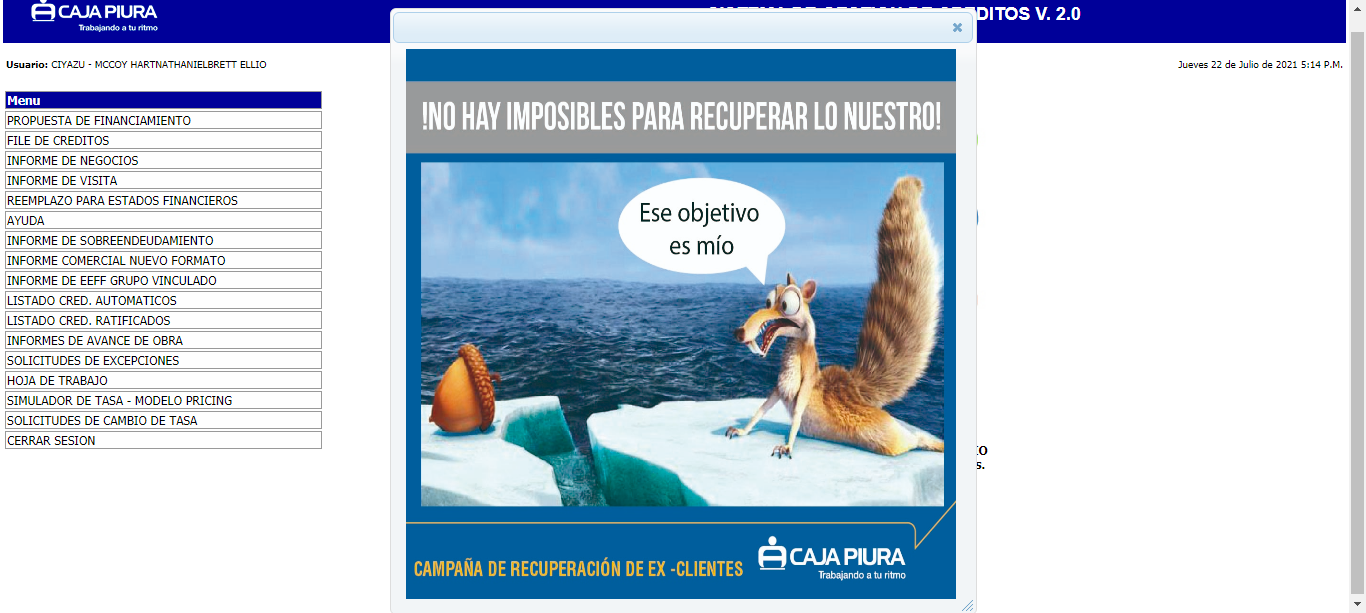 CAJA PIURA
Trabajando a tu ritmo
CREDITOS V. 2.0
Usuario: CIYAZU - MCCOY HARTNATHANIELBRETT ELLIO
Jueves 22 de Julio de 2021 5:14 P.M.
Menu
PROPUESTA DE FINANCIAMIENTO
FILE DE CREDITOS
INFORME DE NEGOCIOS
INFORME DE VISITA
REEMPLAZO PARA ESTADOS FINANCIEROS
AYUDA
INFORME DE SOBREENDEUDAMIENTO
INFORME COMERCIAL NUEVO FORMATO
INFORME DE EEFF GRUPO VINCULADO
LISTADO CRED. AUTOMATICOS
LISTADO CRED. RATIFICADOS
INFORMES DE AVANCE DE OBRA
SOLICITUDES DE EXCEPCIONES
HOJA DE TRABAJO
SIMULADOR DE TASA - MODELO PRICING
SOLICITUDES DE CAMBIO DE TASA
CERRAR SESION
!NO HAY IMPOSIBLES PARA RECUPERAR LO NUESTRO!
Ese objetivo
es mío
CAMPAÑA DE RECUPERACIÓN DE EX -CLIENTES
CAJA PIURA
Trabajando a tu ritmo